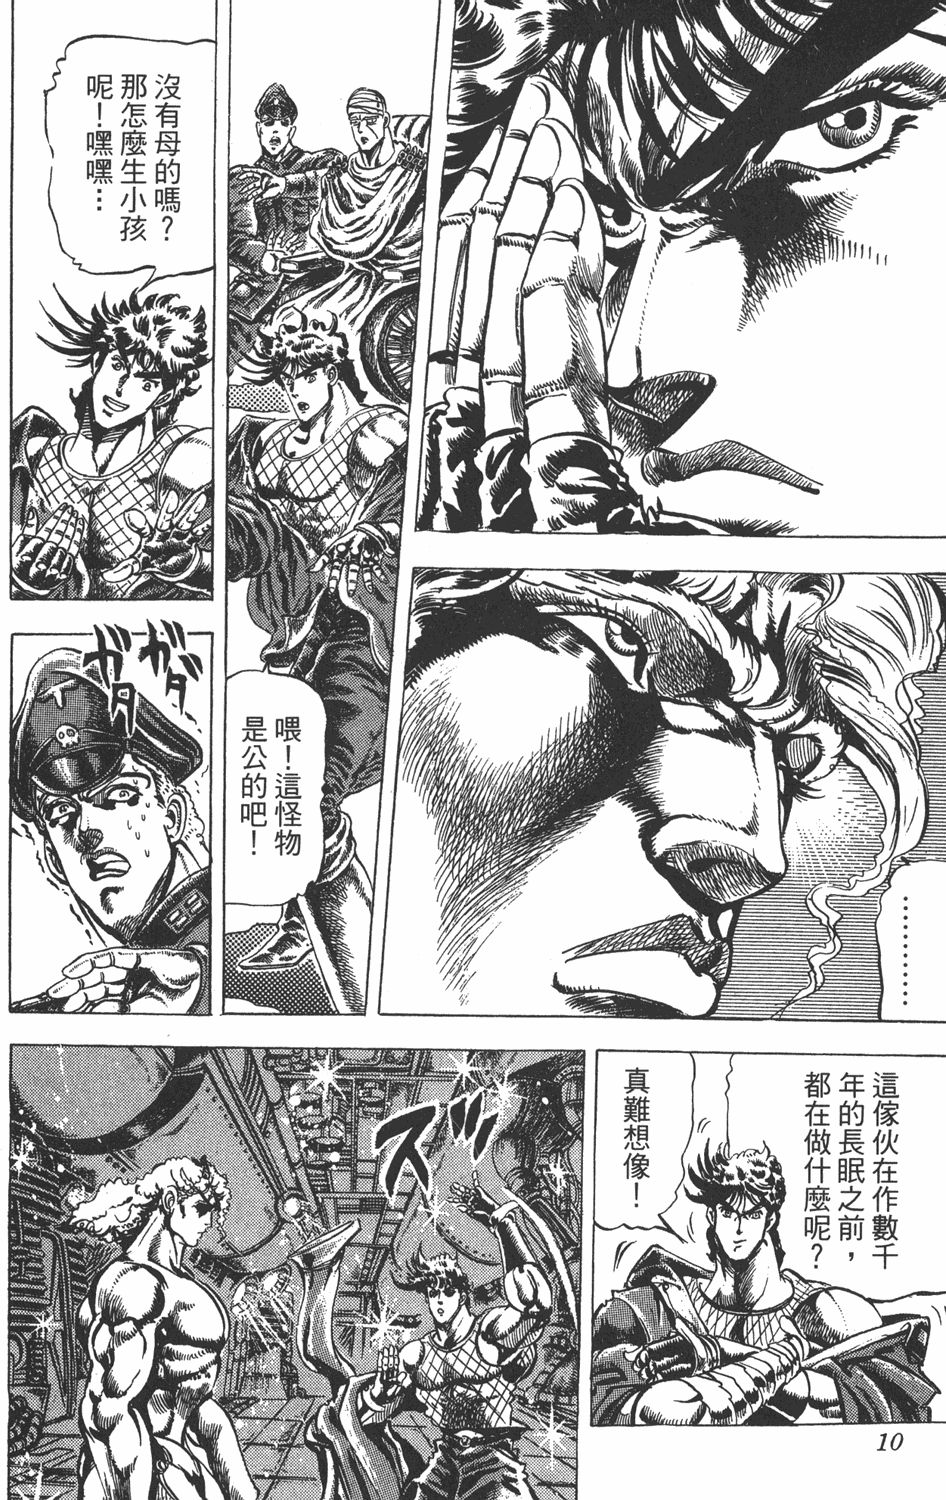 ………
喂！這怪物
是公的吧！
沒有母的嗎？
那怎麼生小孩
呢！嘿嘿…
ガガ
タタ
這傢伙在作數千
年的長眠之前，
都在做什麼呢？
真難想像！
ズッ
10